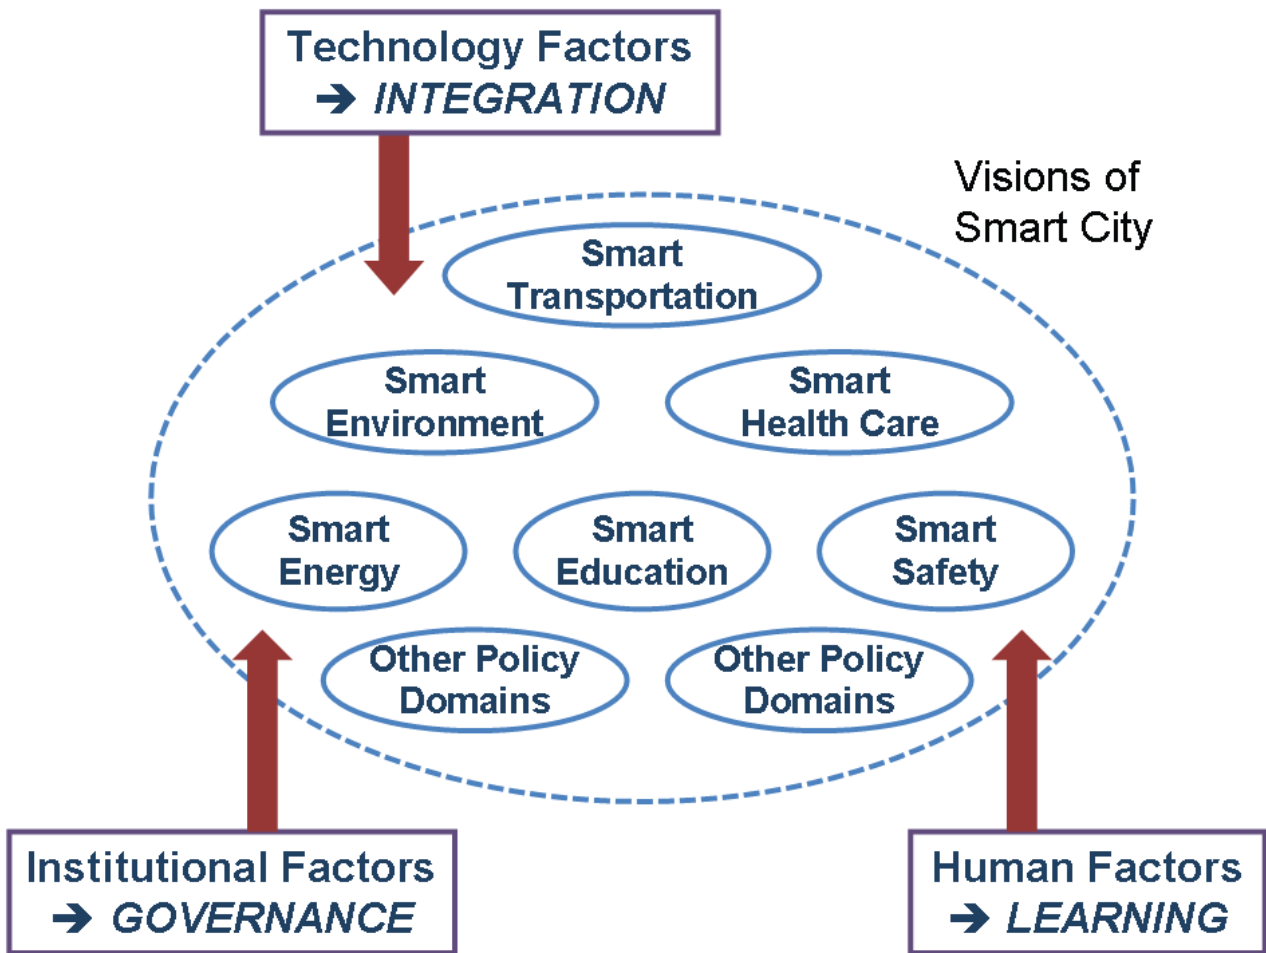 Technology Factors
➔ INTEGRATION
Visions of
Smart City
Smart
Transportation
Smart
Environment
Smart
Health Care
Smart
Energy
Smart
Education
Smart
Safety
Other Policy
Domains
Other Policy
Domains
Institutional Factors
➔ GOVERNANCE
Human Factors
➔ LEARNING